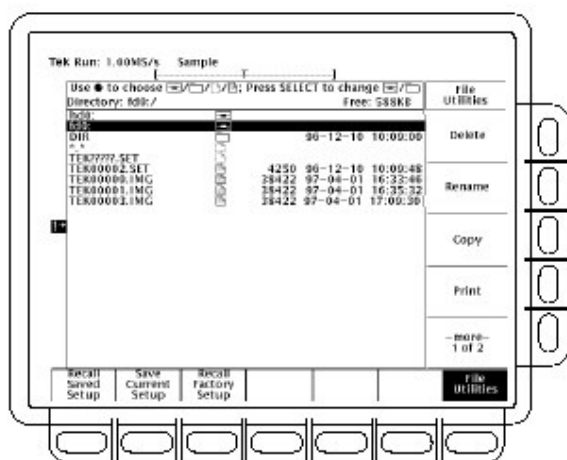 Tek Run: 1.00MS/s Sample
Use to choose / / / ; Press SELECT to change /
Directory: fd0:/ Free: 588KB
hd0:
fd0:
DIR 96-12-10 10:09:00
*.*
TEK?????.SET
TEK00002.SET 4250 96-12-10 10:09:48
TEK00000.IMG 38422 97-04-01 16:33:46
TEK00001.IMG 38422 97-04-01 16:35:32
TEK00003.IMG 38422 97-04-01 17:09:30
File
Utilities
Delete
Rename
Copy
Print
–more–
1 of 2
Recall
Saved
Setup
Save
Current
Setup
Recall
Factory
Setup
File
Utilities